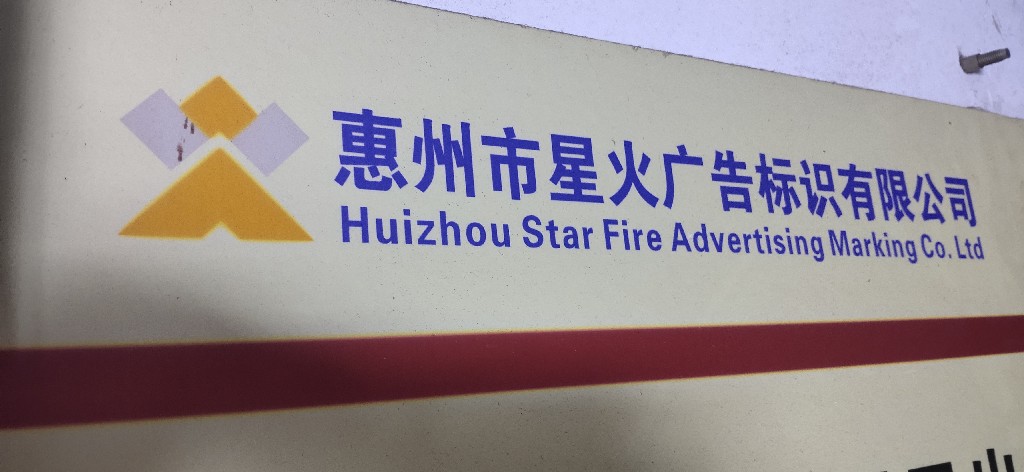 惠州市星火广告标识有限公司
Huizhou Star Fire Advertising Marking Co. Ltd